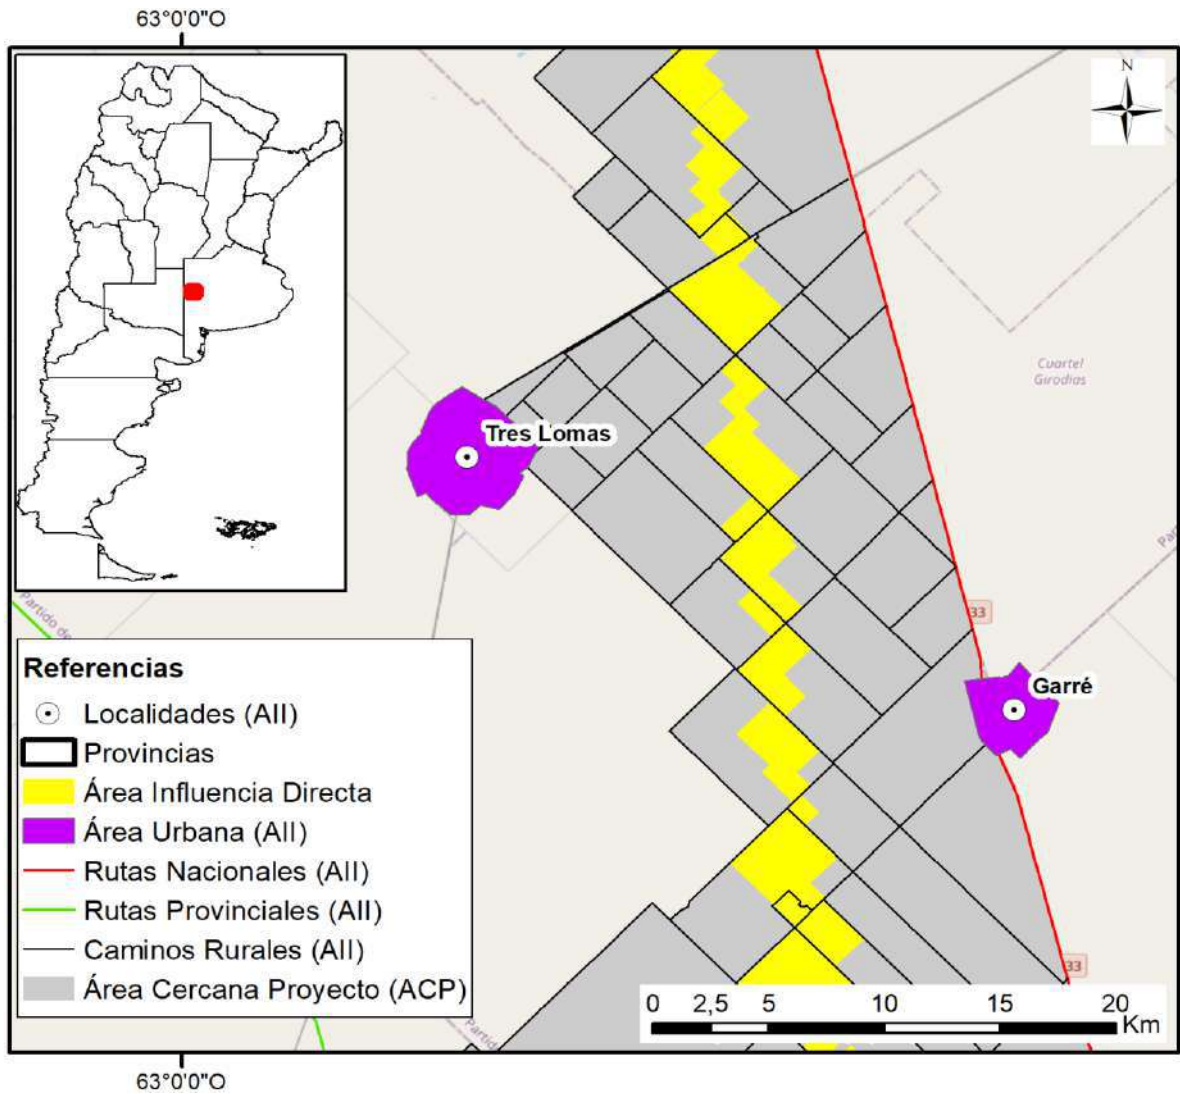 63°0'0"O
N
Cuartel
Girodias
Tres Lomas
33
Garré
Partido de
Referencias
Localidades (AII)
Provincias
Área Influencia Directa
Área Urbana (AII)
Rutas Nacionales (AII)
Rutas Provinciales (AII)
Caminos Rurales (AII)
Área Cercana Proyecto (ACP)
33
0 2,5 5 10 15 20
Km
63°0'0"O